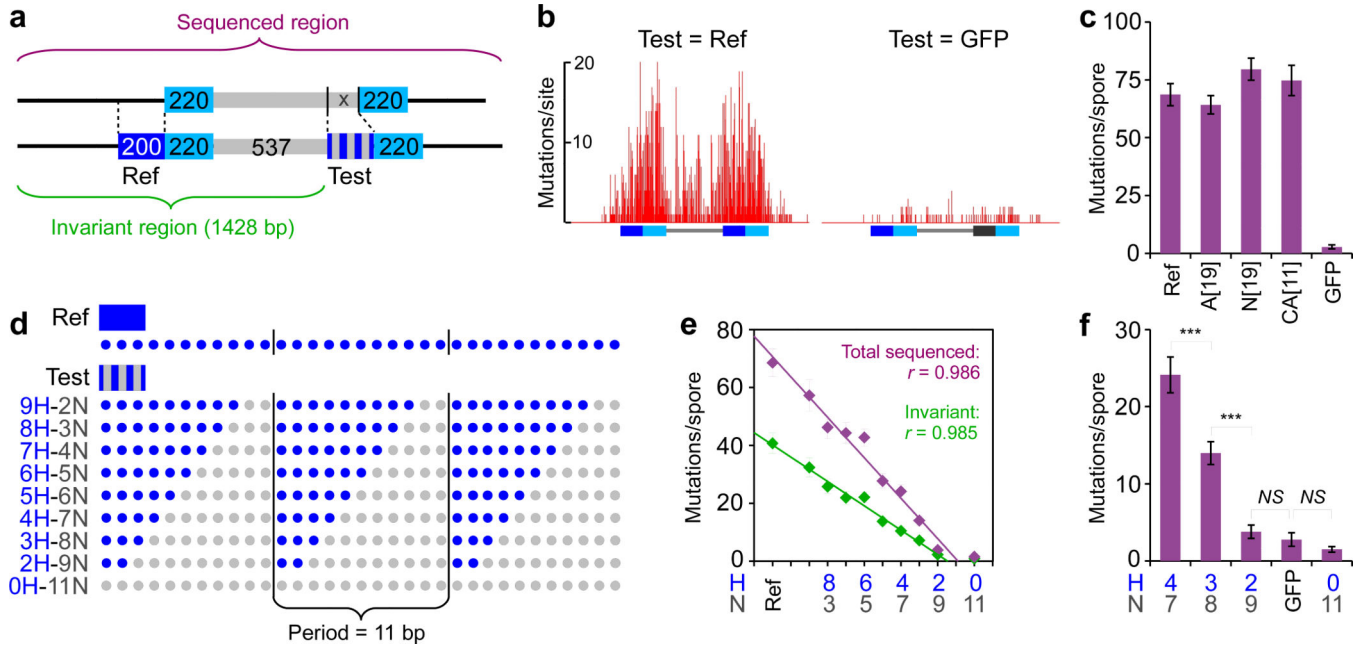 a
Sequenced region
220
x
220
200
220
537
220
Ref
Test
Invariant region (1428 bp)
b
Test = Ref
Test = GFP
Mutations/site
20
0
c
Mutations/spore
100
75
50
25
0
Ref
A[19]
N[19]
CA[11]
GFP
d
Ref
Test
9H-2N
8H-3N
7H-4N
6H-5N
5H-6N
4H-7N
3H-8N
2H-9N
0H-11N
Period = 11 bp
e
Mutations/spore
80
60
40
20
0
Total sequenced:
r = 0.986
Invariant:
r = 0.985
H Ref 8 6 4 2 0
N 3 5 7 9 11
f
Mutations/spore
30
20
10
0
***
***
NS
NS
H 4 3 2 GFP 0
N 7 8 9 11